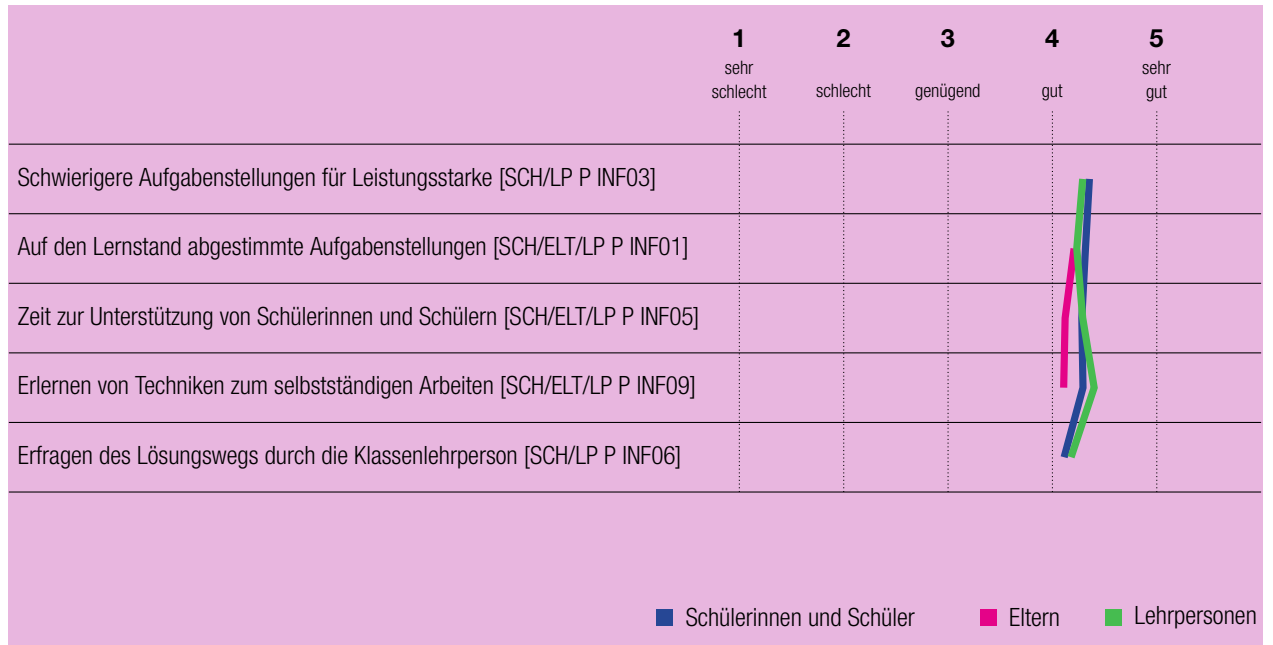 1 2 3 4 5
sehr schlecht schlecht genügend gut sehr gut
Schwierigere Aufgabenstellungen für Leistungsstarke [SCH/LP P INF03]
Auf den Lernstand abgestimmte Aufgabenstellungen [SCH/ELT/LP P INF01]
Zeit zur Unterstützung von Schülerinnen und Schülern [SCH/ELT/LP P INF05]
Erlernen von Techniken zum selbstständigen Arbeiten [SCH/ELT/LP P INF09]
Erfragen des Lösungswegs durch die Klassenlehrperson [SCH/LP P INF06]
Schülerinnen und Schüler Eltern Lehrpersonen